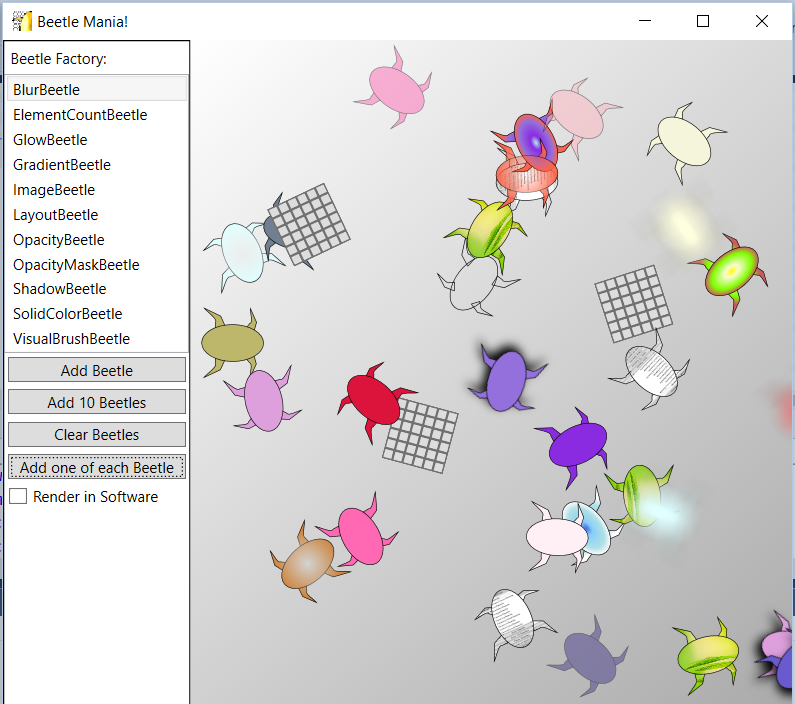 Beetle Mania!
Beetle Factory:
BlurBeetle
ElementCountBeetle
GlowBeetle
GradientBeetle
ImageBeetle
LayoutBeetle
OpacityBeetle
OpacityMaskBeetle
ShadowBeetle
SolidColorBeetle
VisualBrushBeetle
Add Beetle
Add 10 Beetles
Clear Beetles
Add one of each Beetle
Render in Software